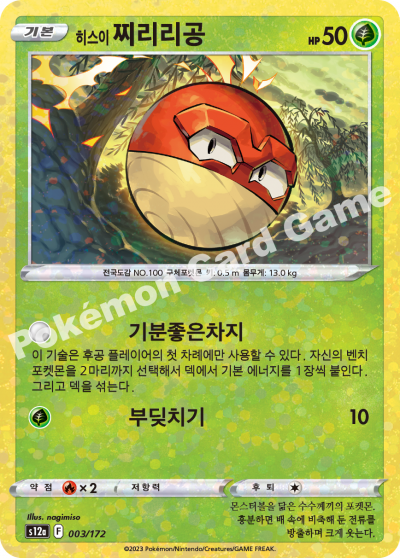 기본 히스이 찌리리공 HP 50
전국도감 NO.100 구체포켓몬 키: 0.5 m 몸무게: 13.0 kg
Pokémon Card Game
기분좋은차지
이 기술은 후공 플레이어의 첫 차례에만 사용할 수 있다. 자신의 벤치
포켓몬을 2마리까지 선택해서 덱에서 기본 에너지를 1장씩 붙인다.
그리고 덱을 섞는다.
부딪치기 10
약점 ×2 저항력 후퇴
Illus. nagimiso
s12a F 003/172
몬스터볼을 닮은 수수께끼의 포켓몬.
흥분하면 배 속에 비축해 둔 전류를
방출하며 크게 웃는다.
©2023 Pokémon/Nintendo/Creatures/GAME FREAK.